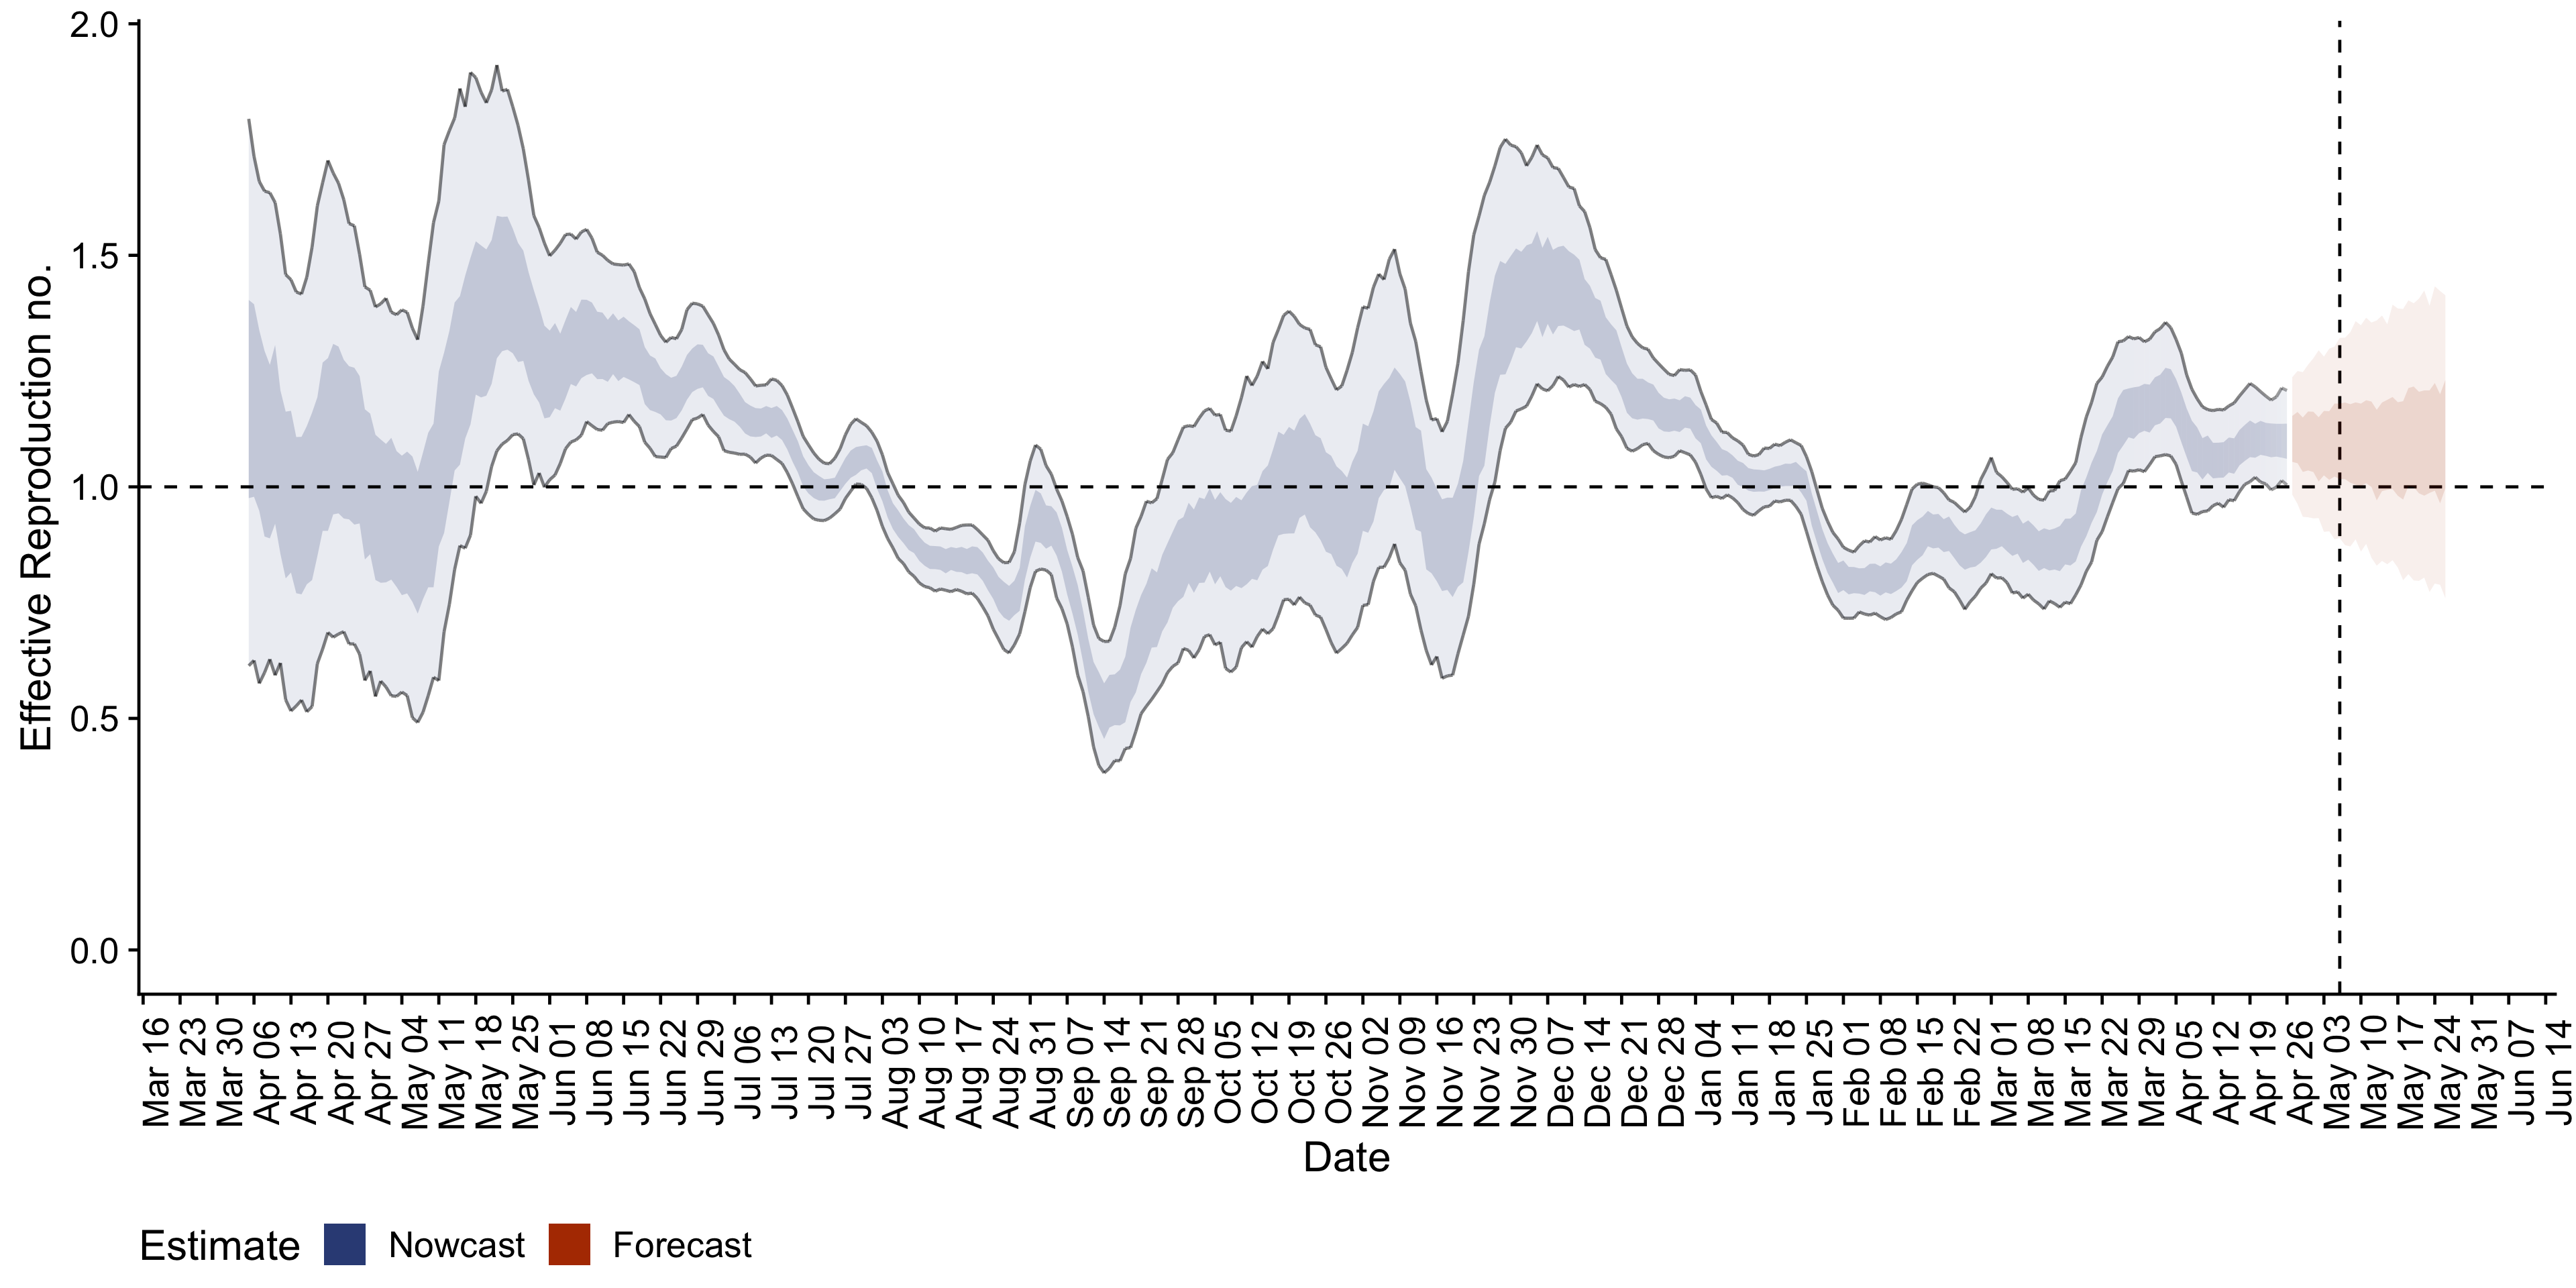 Effective Reproduction no.
2.0
1.5
1.0
0.5
0.0
Mar 16
Mar 23
Mar 30
Apr 06
Apr 13
Apr 20
Apr 27
May 04
May 11
May 18
May 25
Jun 01
Jun 08
Jun 15
Jun 22
Jun 29
Jul 06
Jul 13
Jul 20
Jul 27
Aug 03
Aug 10
Aug 17
Aug 24
Aug 31
Sep 07
Sep 14
Sep 21
Sep 28
Oct 05
Oct 12
Oct 19
Oct 26
Nov 02
Nov 09
Nov 16
Nov 23
Nov 30
Dec 07
Dec 14
Dec 21
Dec 28
Jan 04
Jan 11
Jan 18
Jan 25
Feb 01
Feb 08
Feb 15
Feb 22
Mar 01
Mar 08
Mar 15
Mar 22
Mar 29
Apr 05
Apr 12
Apr 19
Apr 26
May 03
May 10
May 17
May 24
May 31
Jun 07
Jun 14
Date
Estimate Nowcast Forecast